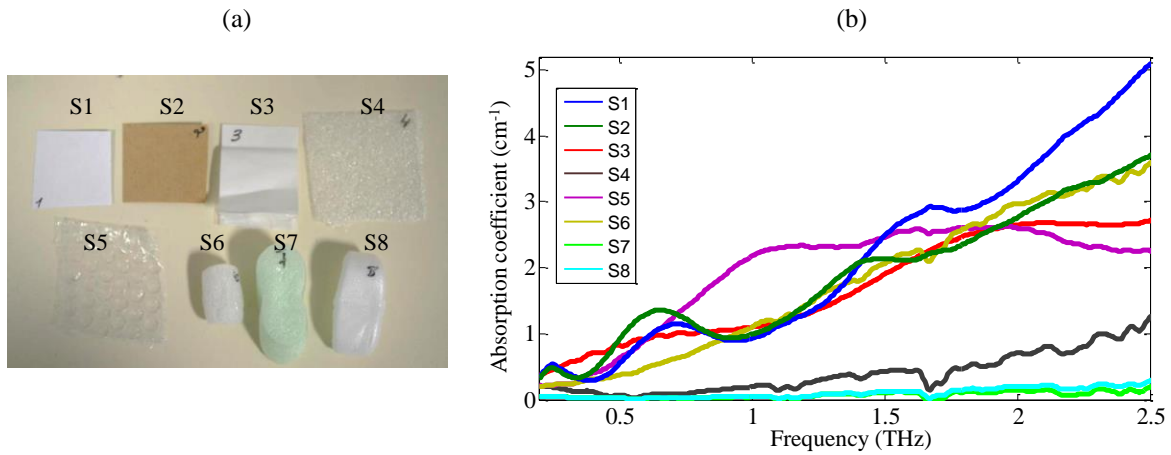 (a)
(b)
S1 S2 S3 S4
S5 S6 S7 S8
1
3
4
Absorption coefficient (cm-1)
5
4
3
2
1
0
S1
S2
S3
S4
S5
S6
S7
S8
0.5 1 1.5 2 2.5
Frequency (THz)